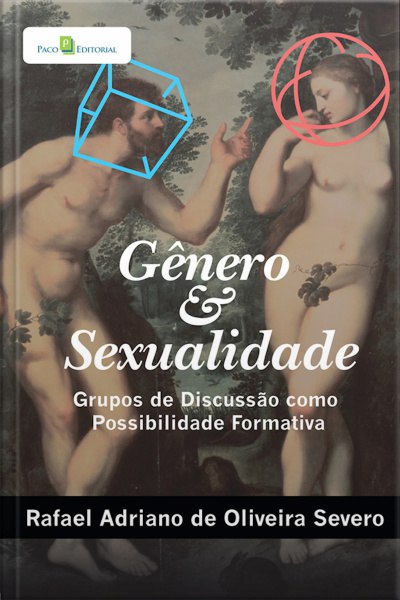 PACO EDITORIAL
Gênero
&
Sexualidade
Grupos de Discussão como
Possibilidade Formativa
Rafael Adriano de Oliveira Severo